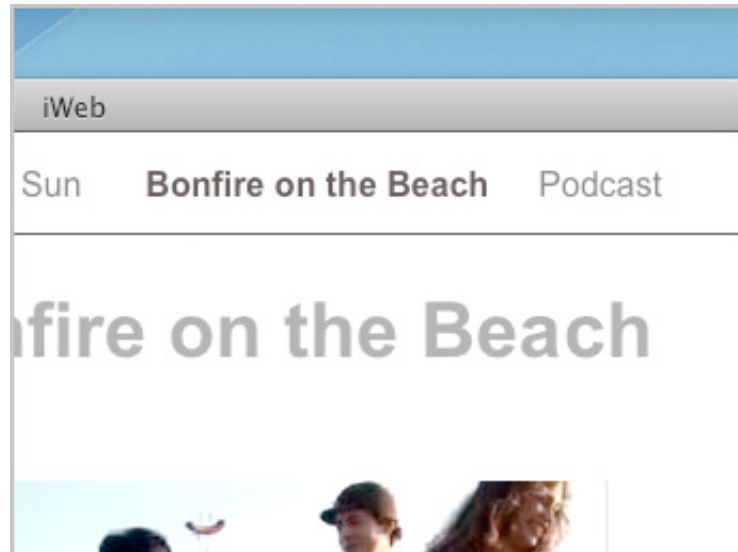 iWeb
Sun Bonfire on the Beach Podcast
nfire on the Beach